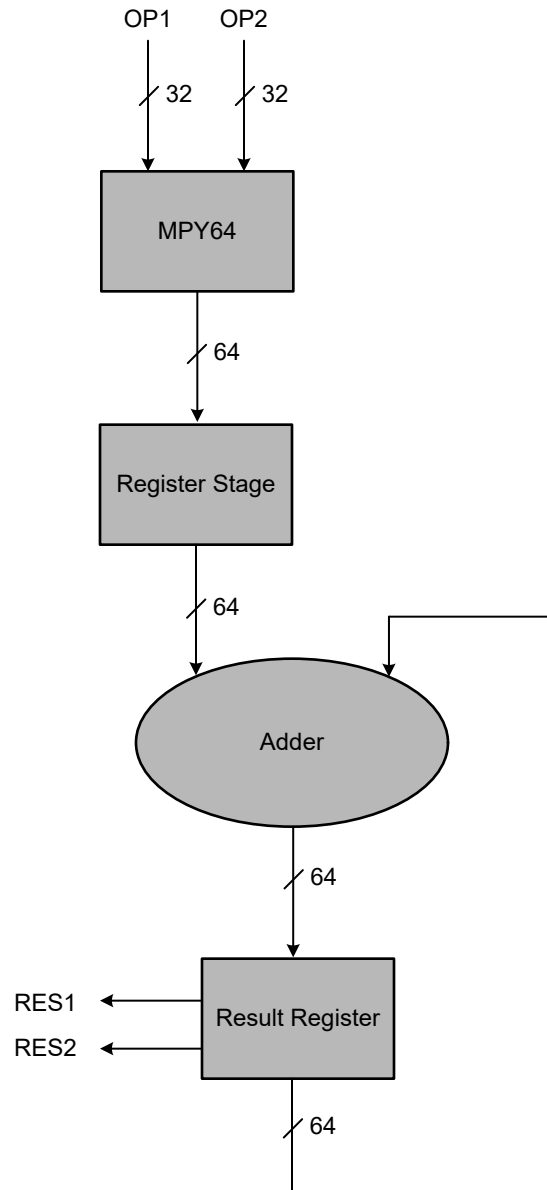 OP1 OP2
32 32
MPY64
64
Register Stage
64
Adder
64
RES1
Result Register
RES2
64